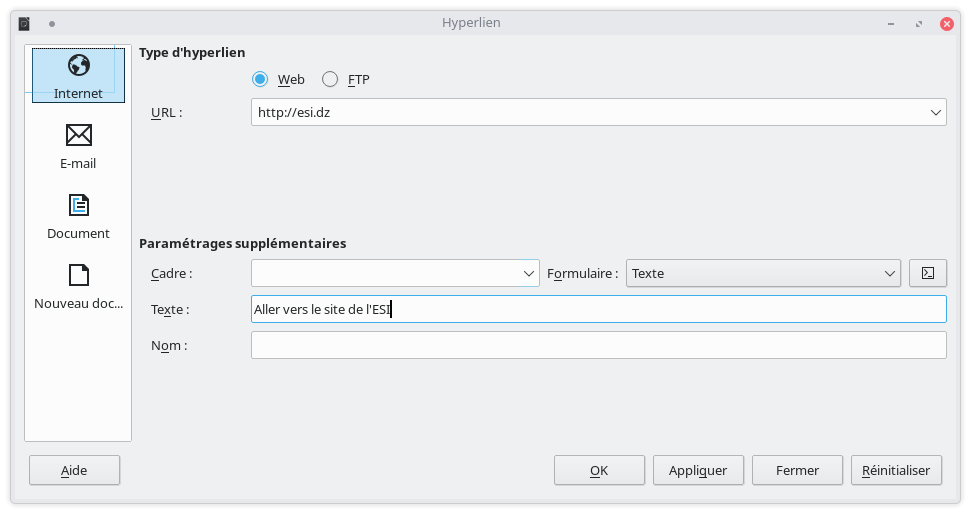 Hyperlien
Internet
E-mail
Document
Nouveau doc...
Type d'hyperlien
Web FTP
URL : http://esi.dz
Paramétrages supplémentaires
Cadre : Formulaire : Texte
Texte : Aller vers le site de l'ESI
Nom :
Aide OK Appliquer Fermer Réinitialiser